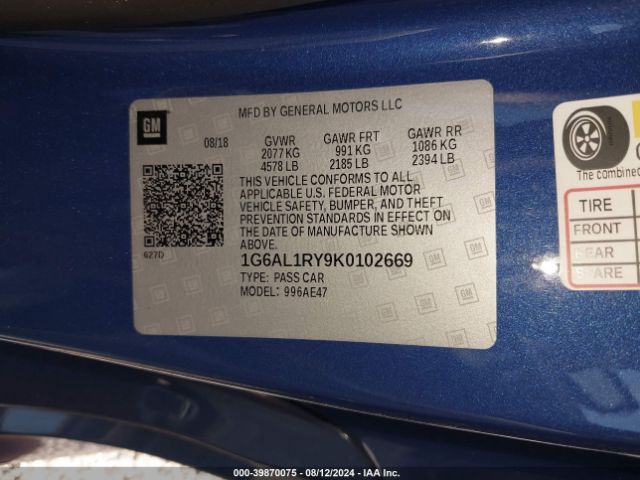 GM
MFD BY GENERAL MOTORS LLC
08/18 GVWR GAWR FRT GAWR RR
2077 KG 991 KG 1086 KG
4578 LB 2185 LB 2394 LB
THIS VEHICLE CONFORMS TO ALL
APPLICABLE U.S. FEDERAL MOTOR
VEHICLE SAFETY, BUMPER, AND THEFT
PREVENTION STANDARDS IN EFFECT ON
THE DATE OF MANUFACTURE SHOWN
ABOVE.
627D
1G6AL1RY9K0102669
TYPE: PASS CAR
MODEL: 996AE47
The combined
TIRE
FRONT
REAR
SPARE
000-39870075 - 08/12/2024 - IAA Inc.